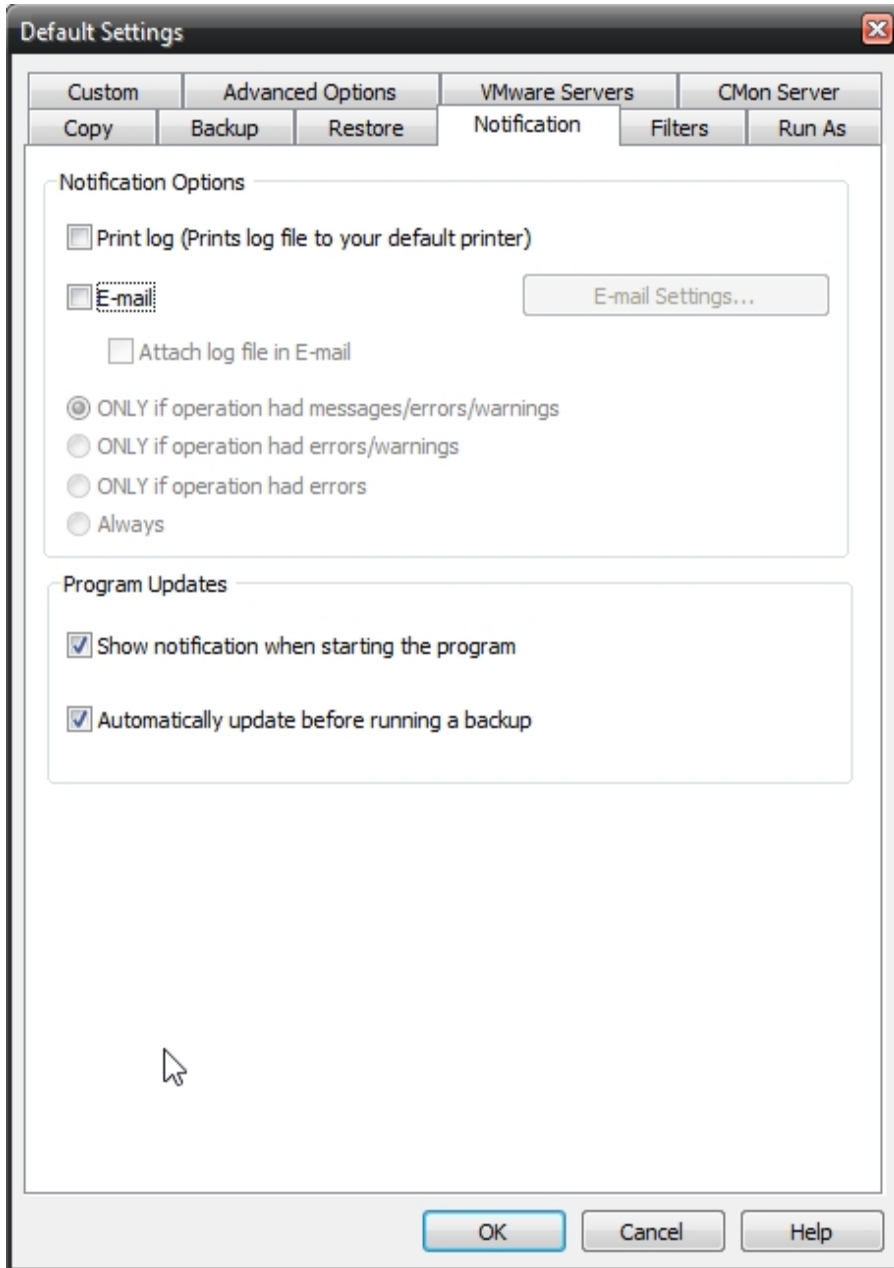 Default Settings
Custom Advanced Options VMware Servers CMon Server
Copy Backup Restore Notification Filters Run As
Notification Options
Print log (Prints log file to your default printer)
E-mail E-mail Settings...
Attach log file in E-mail
ONLY if operation had messages/errors/warnings
ONLY if operation had errors/warnings
ONLY if operation had errors
Always
Program Updates
Show notification when starting the program
Automatically update before running a backup
OK Cancel Help